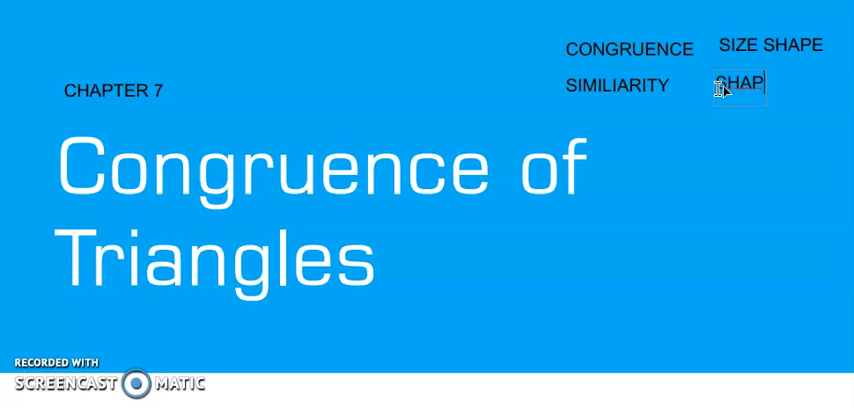 CONGRUENCE SIZE SHAPE
CHAPTER 7 SIMILIARITY SHAP
Congruence of
Triangles
RECORDED WITH
SCREENCAST MATIC